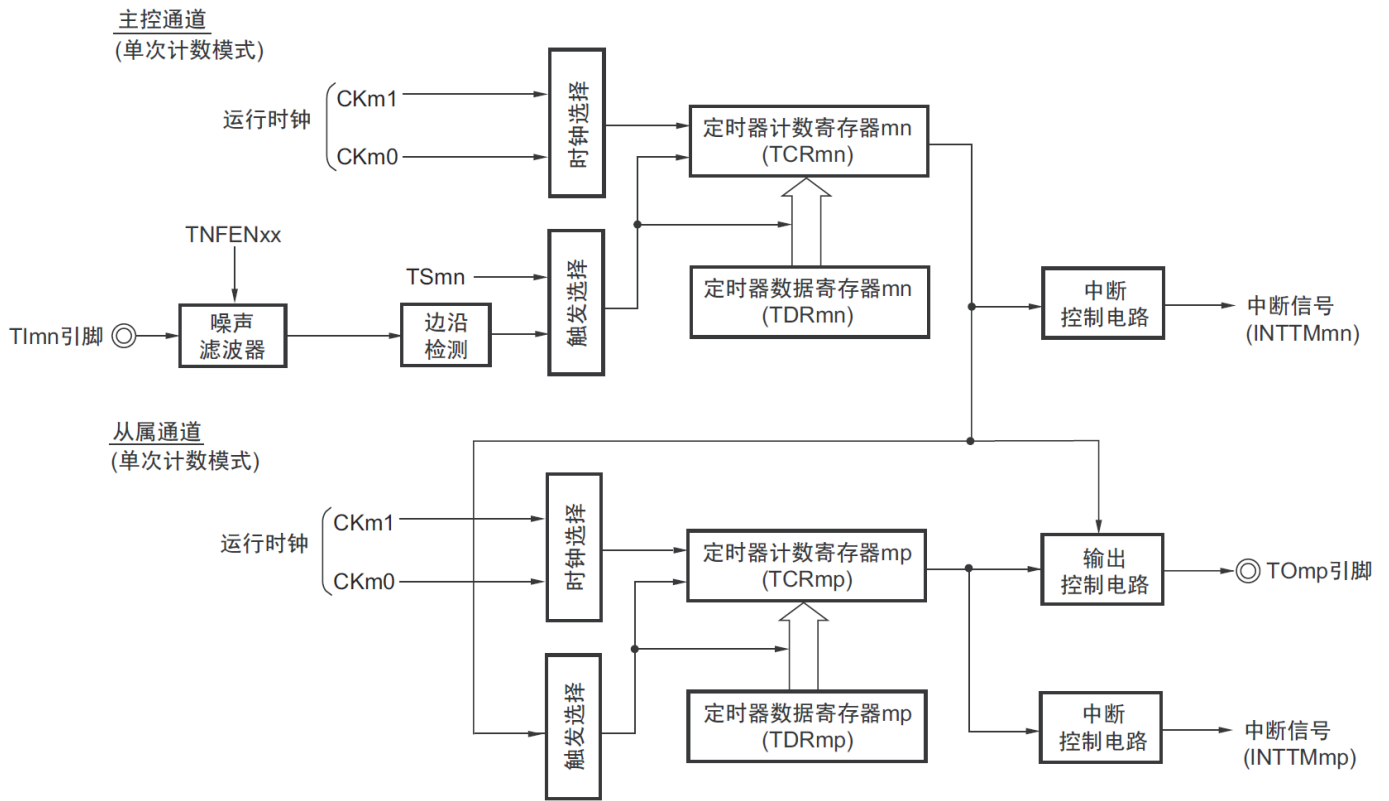 主控通道
(单次计数模式)
运行时钟
CKm1
CKm0
时钟选择
定时器计数寄存器mn
(TCRmn)
TNFENxx
TSmn
触发选择
定时器数据寄存器mn
(TDRmn)
TImn引脚
噪声
滤波器
边沿
检测
中断
控制电路
中断信号
(INTTMmn)
从属通道
(单次计数模式)
运行时钟
CKm1
CKm0
时钟选择
定时器计数寄存器mp
(TCRmp)
输出
控制电路
TOmp引脚
触发选择
定时器数据寄存器mp
(TDRmp)
中断
控制电路
中断信号
(INTTMmp)